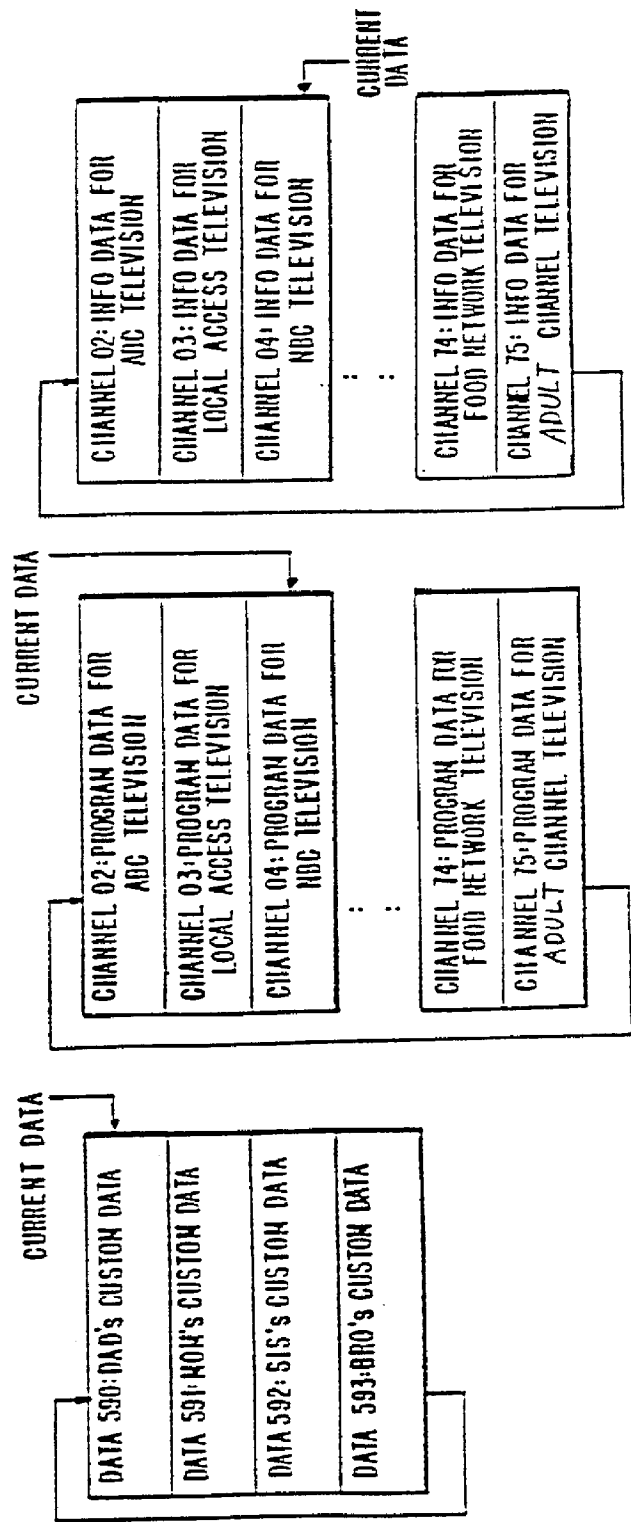 CURRENT DATA
DATA 590:DAD's CUSTOM DATA
DATA 591:MOM's CUSTOM DATA
DATA 592: SIS's CUSTOM DATA
DATA 593:BRO's CUSTOM DATA
CURRENT DATA
CHANNEL 02:PROGRAM DATA FOR
ABC TELEVISION
CHANNEL 03:PROGRAM DATA FOR
LOCAL ACCESS TELEVISION
CHANNEL 04:PROGRAM DATA FOR
NBC TELEVISION
: :
CHANNEL 74:PROGRAM DATA FOR
FOOD NETWORK TELEVISION
CHANNEL 75:PROGRAM DATA FOR
ADULT CHANNEL TELEVISION
CHANNEL 02: INFO DATA FOR
ABC TELEVISION
CHANNEL 03: INFO DATA FOR
LOCAL ACCESS TELEVISION
CHANNEL 04: INFO DATA FOR
NBC TELEVISION
CURRENT
DATA
: :
CHANNEL 74: INFO DATA FOR
FOOD NETWORK TELEVISION
CHANNEL 75: INFO DATA FOR
ADULT CHANNEL TELEVISION